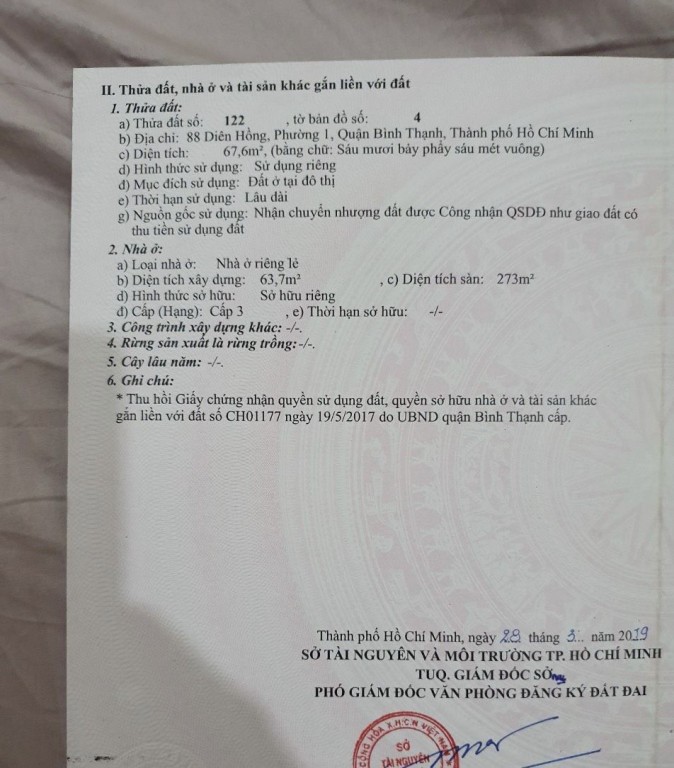 II. Thửa đất, nhà ở và tài sản khác gắn liền với đất
1. Thửa đất:
a) Thửa đất số: 122 , tờ bản đồ số: 4
b) Địa chỉ: 88 Diên Hồng, Phường 1, Quận Bình Thạnh, Thành phố Hồ Chí Minh
c) Diện tích: 67,6m², (bằng chữ: Sáu mươi bảy phẩy sáu mét vuông)
d) Hình thức sử dụng: Sử dụng riêng
đ) Mục đích sử dụng: Đất ở tại đô thị
e) Thời hạn sử dụng: Lâu dài
g) Nguồn gốc sử dụng: Nhận chuyển nhượng đất được Công nhận QSDĐ như giao đất có
thu tiền sử dụng đất
2. Nhà ở:
a) Loại nhà ở: Nhà ở riêng lẻ
b) Diện tích xây dựng: 63,7m² , c) Diện tích sàn: 273m²
d) Hình thức sở hữu: Sở hữu riêng
đ) Cấp (Hạng): Cấp 3 , e) Thời hạn sở hữu: -/-
3. Công trình xây dựng khác: -/-.
4. Rừng sản xuất là rừng trồng: -/-.
5. Cây lâu năm: -/-.
6. Ghi chú:
* Thu hồi Giấy chứng nhận quyền sử dụng đất, quyền sở hữu nhà ở và tài sản khác
gắn liền với đất số CH01177 ngày 19/5/2017 do UBND quận Bình Thạnh cấp.
Thành phố Hồ Chí Minh, ngày 28 tháng 3 năm 2019
SỞ TÀI NGUYÊN VÀ MÔI TRƯỜNG TP. HỒ CHÍ MINH
TUQ. GIÁM ĐỐC SỞ
PHÓ GIÁM ĐỐC VĂN PHÒNG ĐĂNG KÝ ĐẤT ĐAI
CỘNG HÒA X.H.C.N VIỆT NAM
SỞ
TÀI NGUYÊN